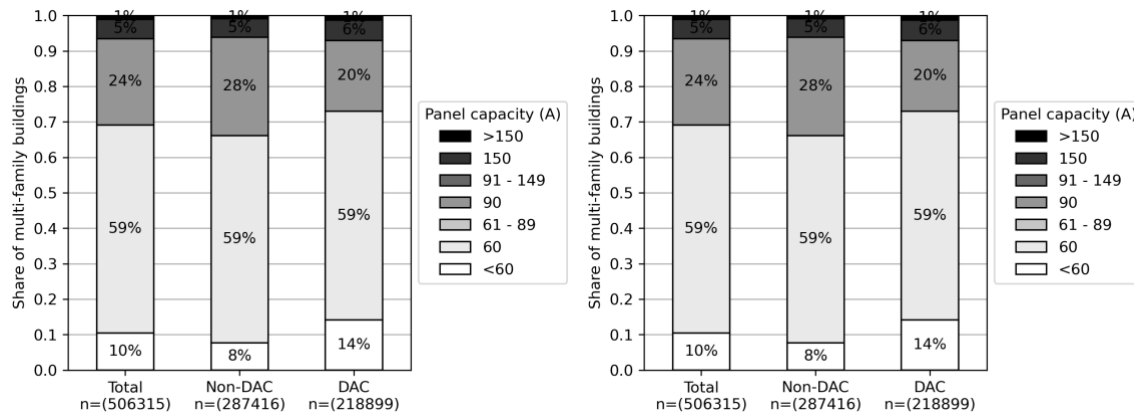 Share of multi-family buildings
1.0
0.9
0.8
0.7
0.6
0.5
0.4
0.3
0.2
0.1
0.0
1% 1% 1%
5% 5% 6%
24% 28% 20%
59% 59% 59%
10% 8% 14%
Total Non-DAC DAC
n=(506315) n=(287416) n=(218899)
Panel capacity (A)
>150
150
91 - 149
90
61 - 89
60
<60
Share of multi-family buildings
1.0
0.9
0.8
0.7
0.6
0.5
0.4
0.3
0.2
0.1
0.0
1% 1% 1%
5% 5% 6%
24% 28% 20%
59% 59% 59%
10% 8% 14%
Total Non-DAC DAC
n=(506315) n=(287416) n=(218899)
Panel capacity (A)
>150
150
91 - 149
90
61 - 89
60
<60